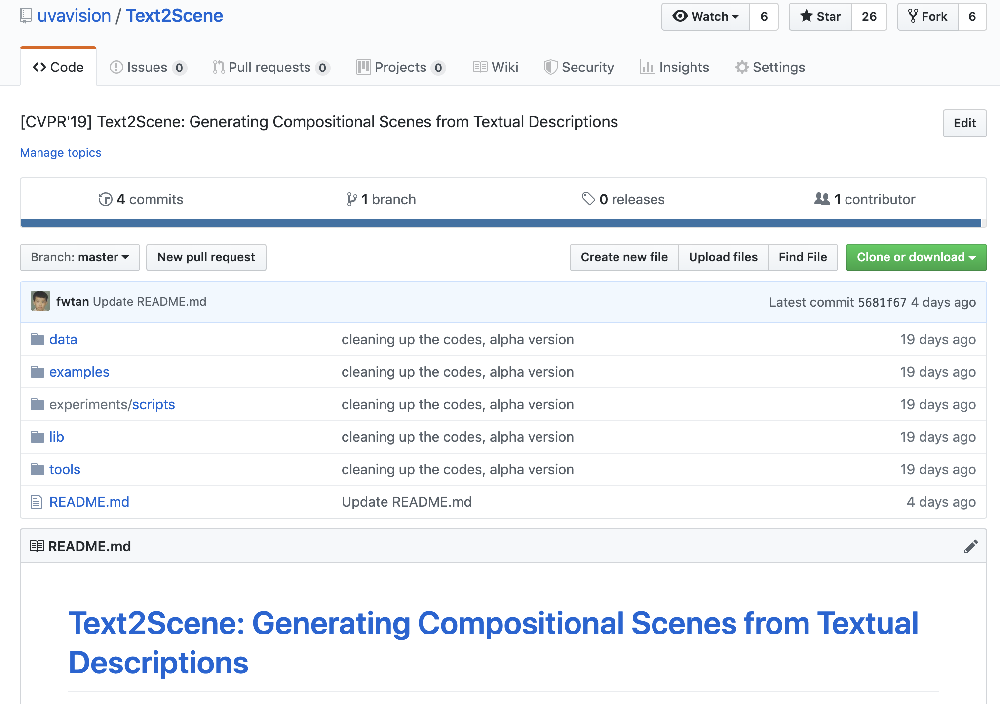 uvavision / Text2Scene Watch 6 Star 26 Fork 6
Code Issues 0 Pull requests 0 Projects 0 Wiki Security Insights Settings
[CVPR'19] Text2Scene: Generating Compositional Scenes from Textual Descriptions Edit
Manage topics
4 commits 1 branch 0 releases 1 contributor
Branch: master New pull request Create new file Upload files Find File Clone or download
fwtan Update README.md Latest commit 5681f67 4 days ago
data cleaning up the codes, alpha version 19 days ago
examples cleaning up the codes, alpha version 19 days ago
experiments/scripts cleaning up the codes, alpha version 19 days ago
lib cleaning up the codes, alpha version 19 days ago
tools cleaning up the codes, alpha version 19 days ago
README.md Update README.md 4 days ago
README.md
Text2Scene: Generating Compositional Scenes from Textual
Descriptions